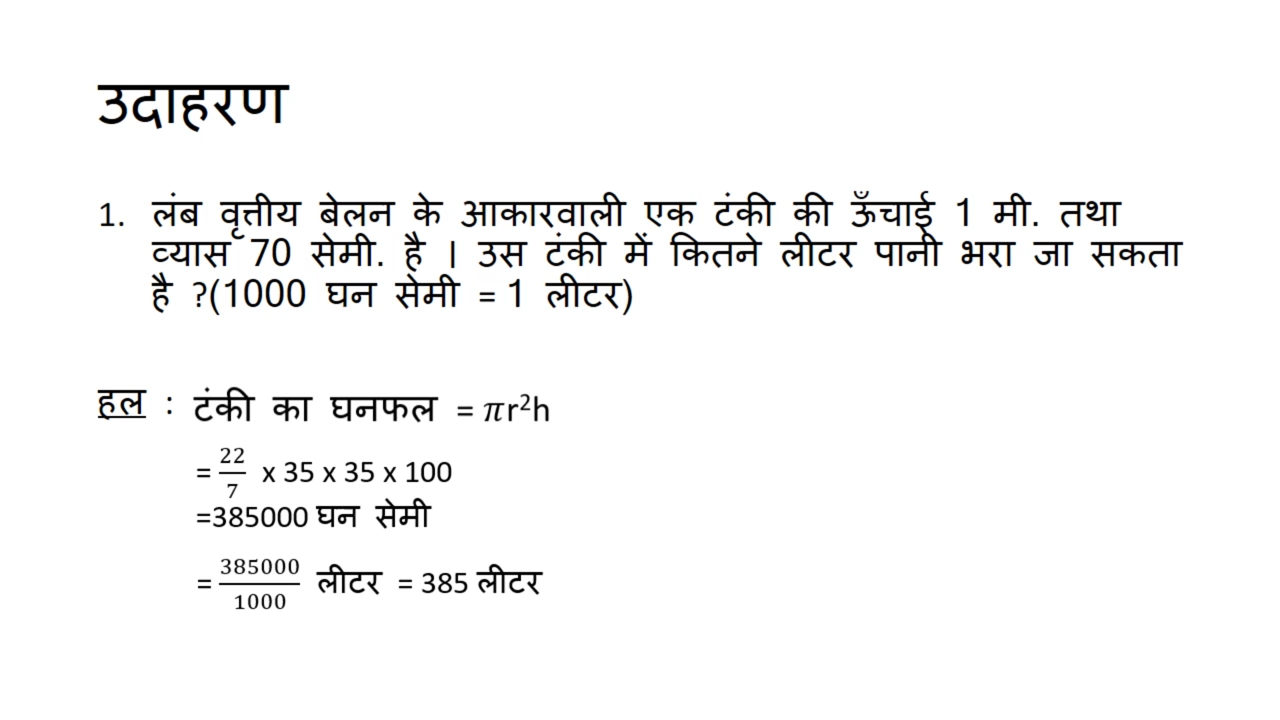 उदाहरण
1. लंब वृत्तीय बेलन के आकारवाली एक टंकी की ऊँचाई 1 मी. तथा
व्यास 70 सेमी. है । उस टंकी में कितने लीटर पानी भरा जा सकता
है ?(1000 घन सेमी = 1 लीटर)
हल : टंकी का घनफल = 𝜋r²h
= 22/7 x 35 x 35 x 100
=385000 घन सेमी
= 385000/1000 लीटर = 385 लीटर